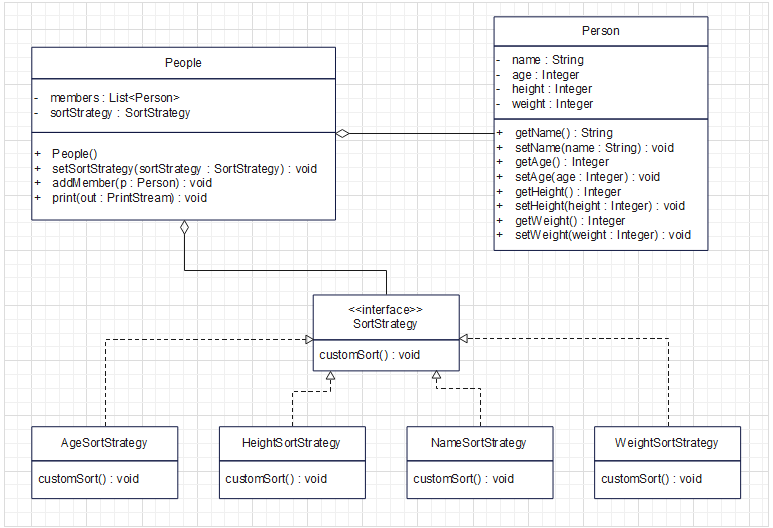 People
- members : List<Person>
- sortStrategy : SortStrategy
+ People()
+ setSortStrategy(sortStrategy : SortStrategy) : void
+ addMember(p : Person) : void
+ print(out : PrintStream) : void
Person
- name : String
- age : Integer
- height : Integer
- weight : Integer
+ getName() : String
+ setName(name : String) : void
+ getAge() : Integer
+ setAge(age : Integer) : void
+ getHeight() : Integer
+ setHeight(height : Integer) : void
+ getWeight() : Integer
+ setWeight(weight : Integer) : void
<<interface>>
SortStrategy
customSort() : void
AgeSortStrategy
customSort() : void
HeightSortStrategy
customSort() : void
NameSortStrategy
customSort() : void
WeightSortStrategy
customSort() : void